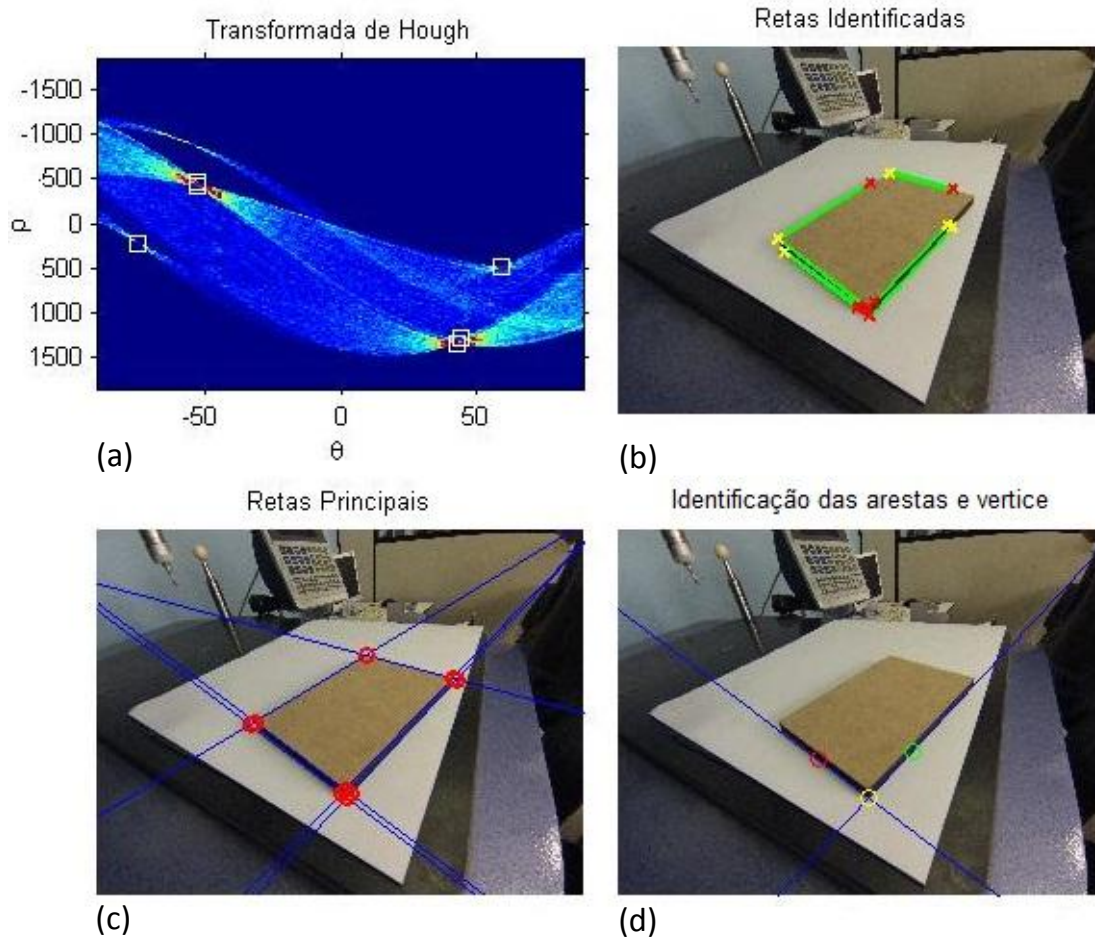 Transformada de Hough
-1500
-1000
-500
0
500
1000
1500
ρ
-50
0
50
θ
(a)
Retas Identificadas
(b)
Retas Principais
(c)
Identificação das arestas e vertice
(d)